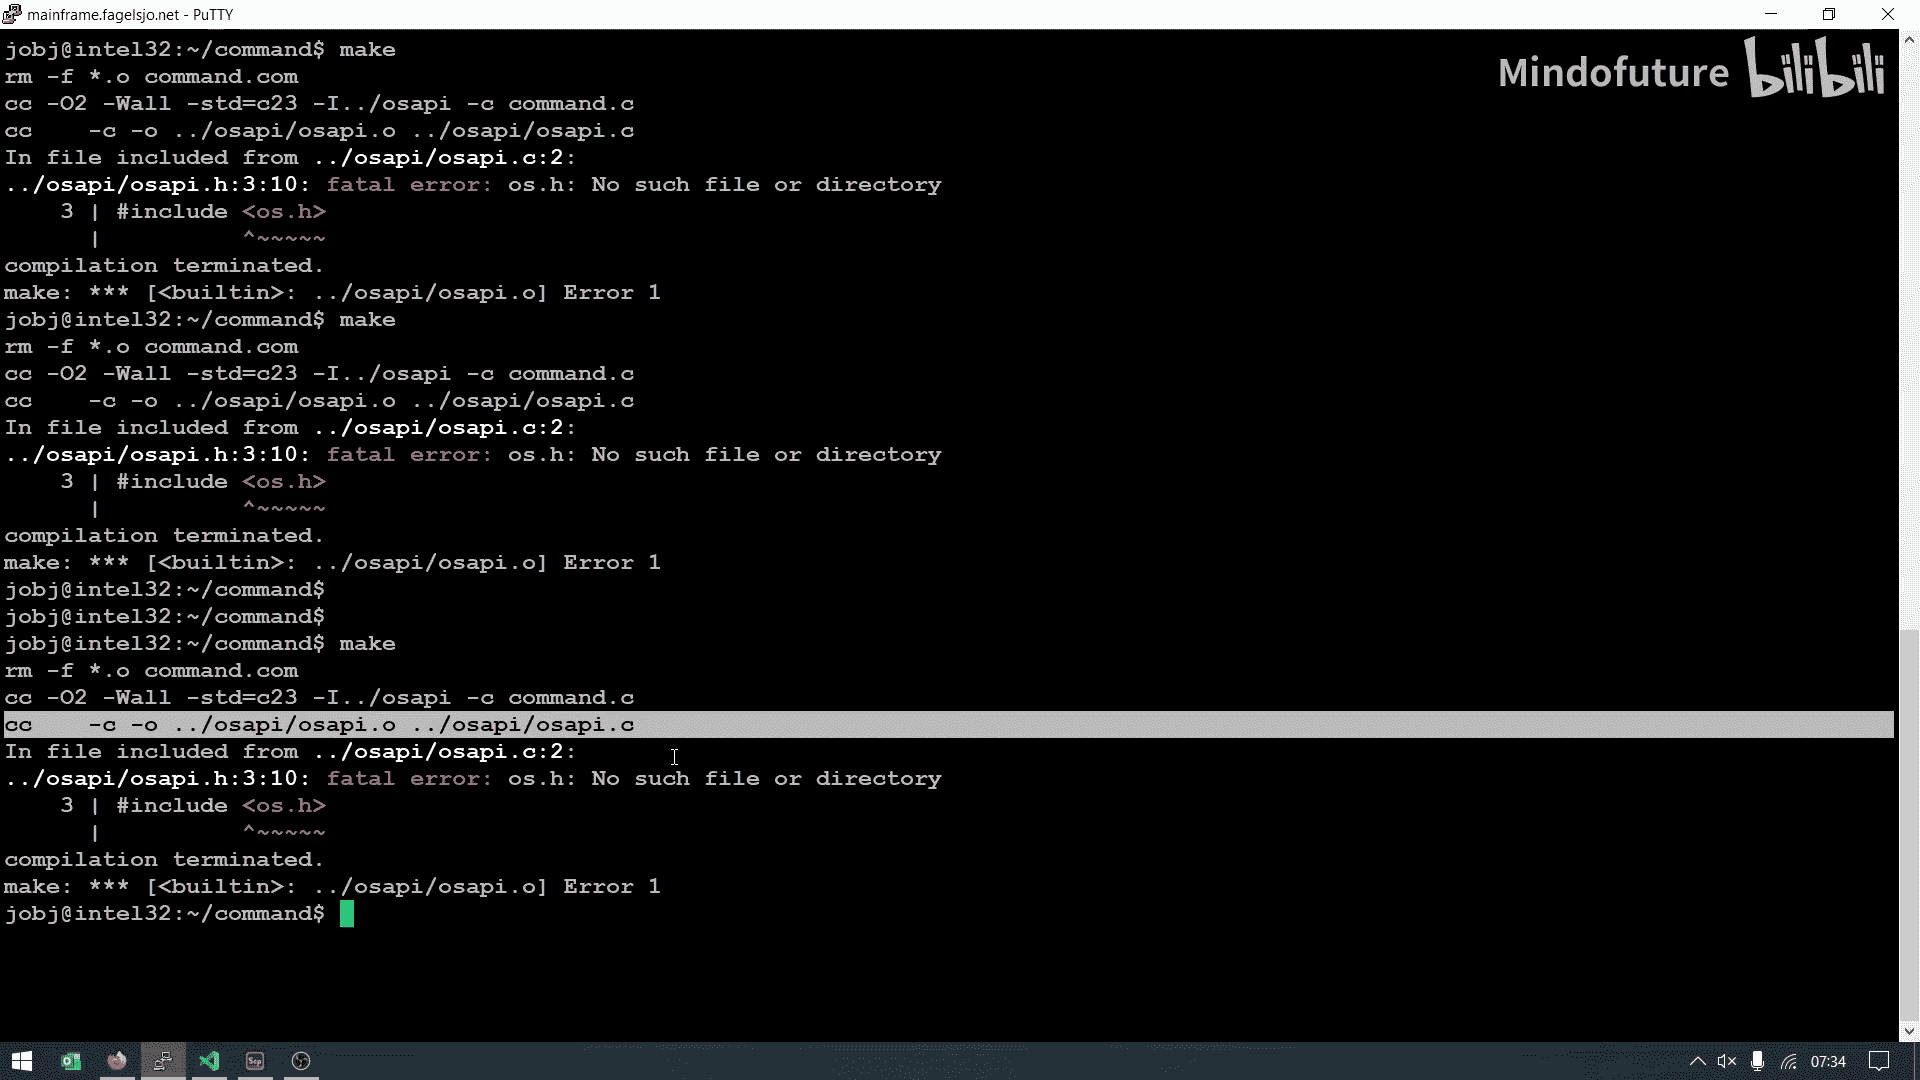 mainframe.fagelsjo.net - PuTTY
jobj@intel32:~/command$ make
rm -f *.o command.com
cc -O2 -Wall -std=c23 -I../osapi -c command.c
cc    -c -o ../osapi/osapi.o ../osapi/osapi.c
In file included from ../osapi/osapi.c:2:
../osapi/osapi.h:3:10: fatal error: os.h: No such file or directory
    3 | #include <os.h>
      |          ^~~~~~
compilation terminated.
make: *** [<builtin>: ../osapi/osapi.o] Error 1
jobj@intel32:~/command$ make
rm -f *.o command.com
cc -O2 -Wall -std=c23 -I../osapi -c command.c
cc    -c -o ../osapi/osapi.o ../osapi/osapi.c
In file included from ../osapi/osapi.c:2:
../osapi/osapi.h:3:10: fatal error: os.h: No such file or directory
    3 | #include <os.h>
      |          ^~~~~~
compilation terminated.
make: *** [<builtin>: ../osapi/osapi.o] Error 1
jobj@intel32:~/command$
jobj@intel32:~/command$
jobj@intel32:~/command$ make
rm -f *.o command.com
cc -O2 -Wall -std=c23 -I../osapi -c command.c
cc    -c -o ../osapi/osapi.o ../osapi/osapi.c
In file included from ../osapi/osapi.c:2:
../osapi/osapi.h:3:10: fatal error: os.h: No such file or directory
    3 | #include <os.h>
      |          ^~~~~~
compilation terminated.
make: *** [<builtin>: ../osapi/osapi.o] Error 1
jobj@intel32:~/command$
Mindofuture bilibili
07:34